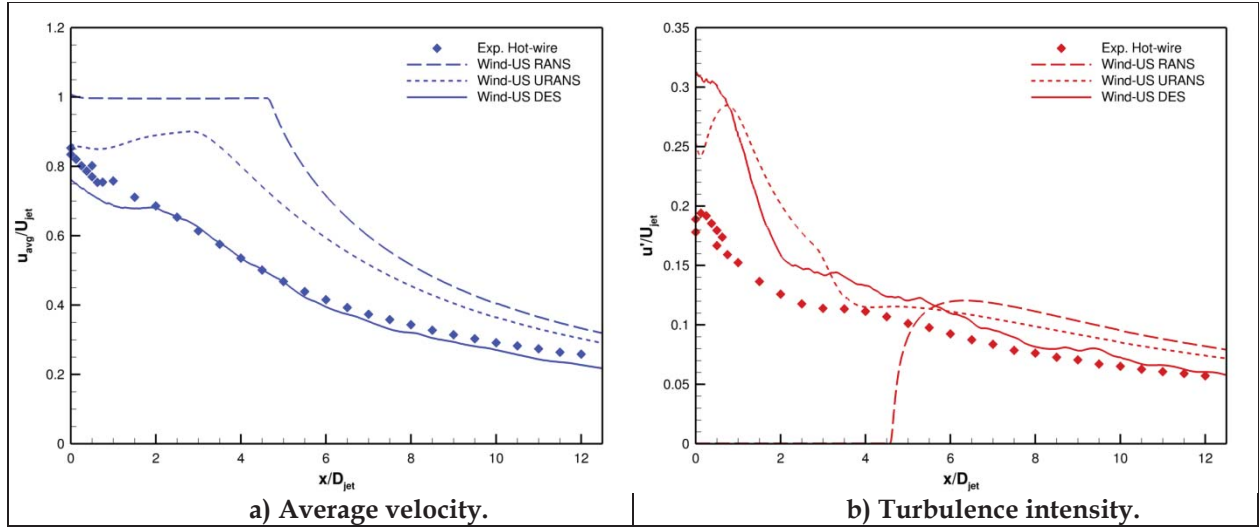 1.2
1
0.8
0.6
0.4
0.2
0
u_avg/U_jet
0 2 4 6 8 10 12
x/D_jet
Exp. Hot-wire
Wind-US RANS
Wind-US URANS
Wind-US DES
a) Average velocity.
0.35
0.3
0.25
0.2
0.15
0.1
0.05
0
u'/U_jet
0 2 4 6 8 10 12
x/D_jet
Exp. Hot-wire
Wind-US RANS
Wind-US URANS
Wind-US DES
b) Turbulence intensity.